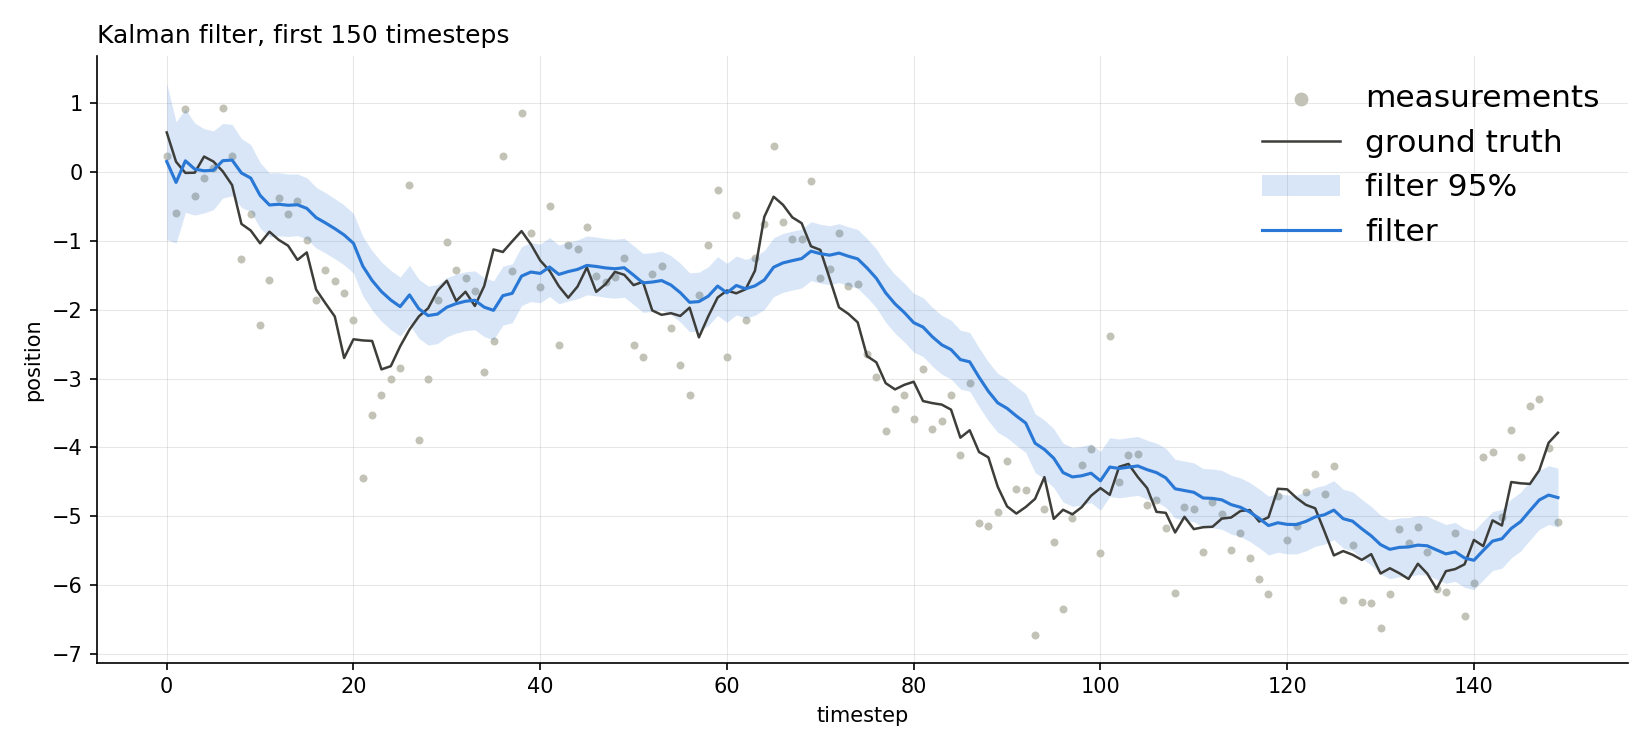 Kalman filter, first 150 timesteps
measurements
ground truth
filter 95%
filter
position
1
0
−1
−2
−3
−4
−5
−6
−7
0 20 40 60 80 100 120 140
timestep